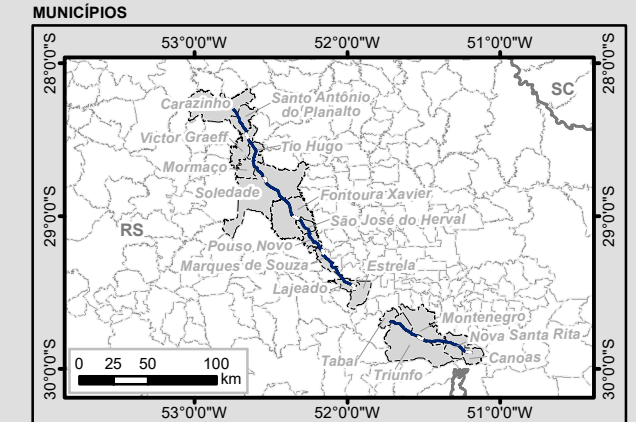 MUNICÍPIOS
53°0'0"W 52°0'0"W 51°0'0"W
28°0'0"S
28°0'0"S
SC
Carazinho
Santo Antônio
do Planalto
Victor Graeff
Tio Hugo
Mormaço
Soledade
Fontoura Xavier
São José do Herval
29°0'0"S
29°0'0"S
RS
Pouso Novo
Marques de Souza
Estrela
Lajeado
Montenegro
Nova Santa Rita
Canoas
Tabaí
Triunfo
0 25 50 100
km
30°0'0"S
30°0'0"S
53°0'0"W 52°0'0"W 51°0'0"W